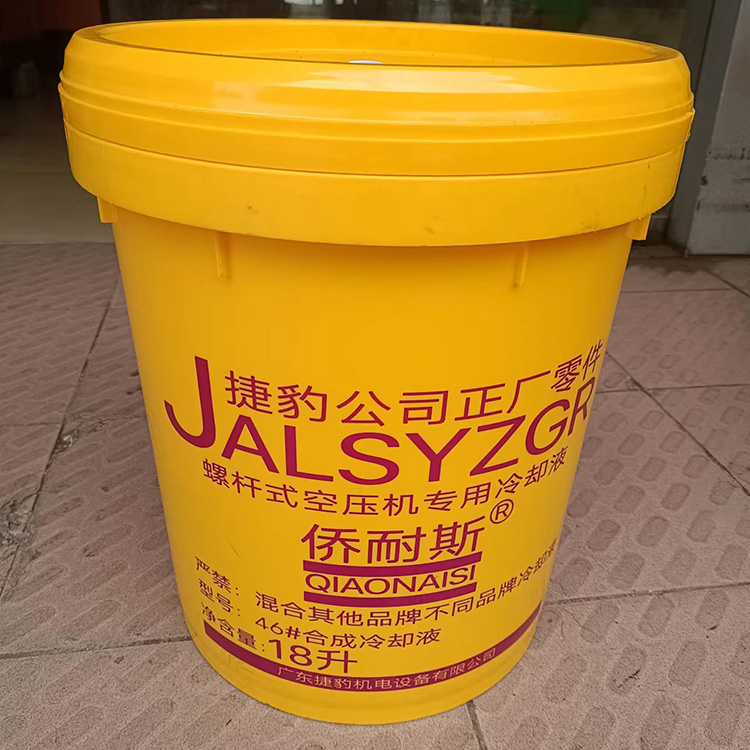 捷豹公司正厂零件
JALSYZGR
螺杆式空压机专用冷却液
侨耐斯®
QIAONAISI
严禁：混合其他品牌不同品牌冷却液
型号：46#合成冷却液
净含量:18升
广东捷豹机电设备有限公司